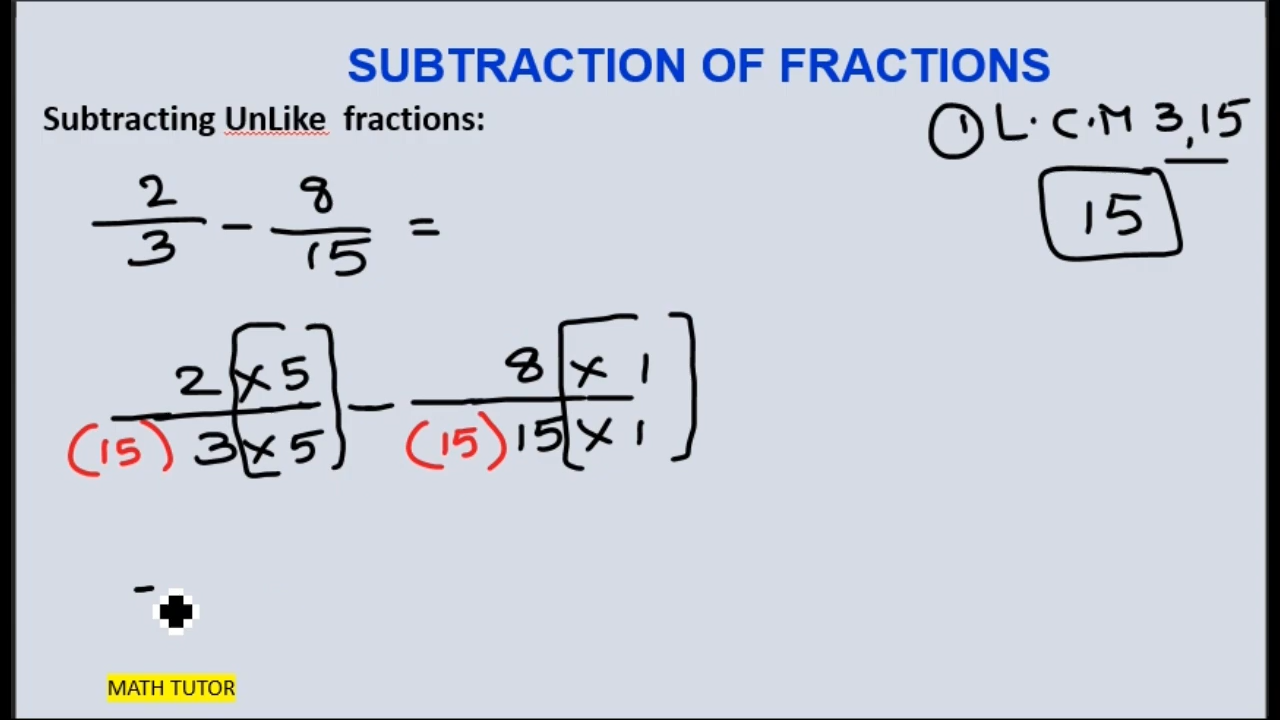 SUBTRACTION OF FRACTIONS
Subtracting UnLike fractions:
① L.C.M 3,15
15
2/3 - 8/15 =
(15) 2[×5]/3[×5] - (15) 8[×1]/15[×1]
-
MATH TUTOR